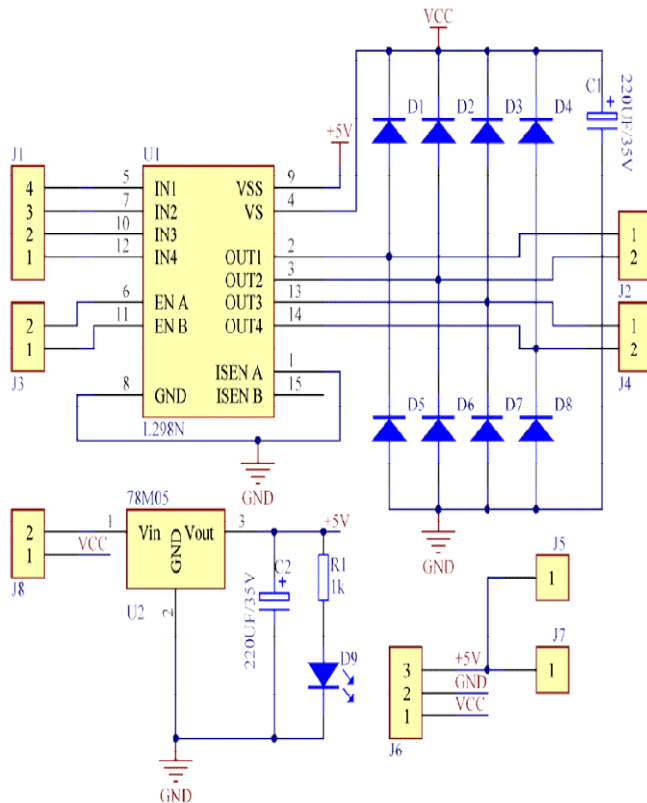 VCC
D1 D2 D3 D4 C1
220UF/35V
+5V
J1 U1
4 5 IN1 VSS 9
3 7 IN2 VS 4
2 10 IN3
1 12 IN4 OUT1 2 1
OUT2 3 2
6 EN A OUT3 13 J2
2 11 EN B OUT4 14 1
1 2
J3 J4
ISEN A 1
8 GND ISEN B 15
L298N
D5 D6 D7 D8
GND
GND
78M05
2 1 Vin Vout 3 +5V
1 VCC GND
J8 U2 2
C2 R1
220UF/35V 1k
D9
GND
J5
1
J7
3 +5V 1
2 GND
1 VCC
J6